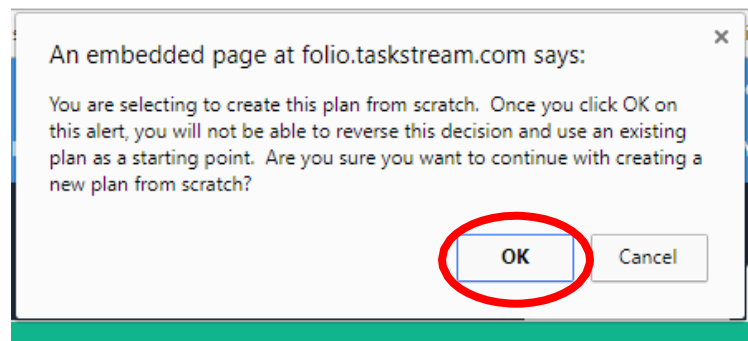 An embedded page at folio.taskstream.com says:
You are selecting to create this plan from scratch.  Once you click OK on
this alert, you will not be able to reverse this decision and use an existing
plan as a starting point.  Are you sure you want to continue with creating a
new plan from scratch?
OK
Cancel